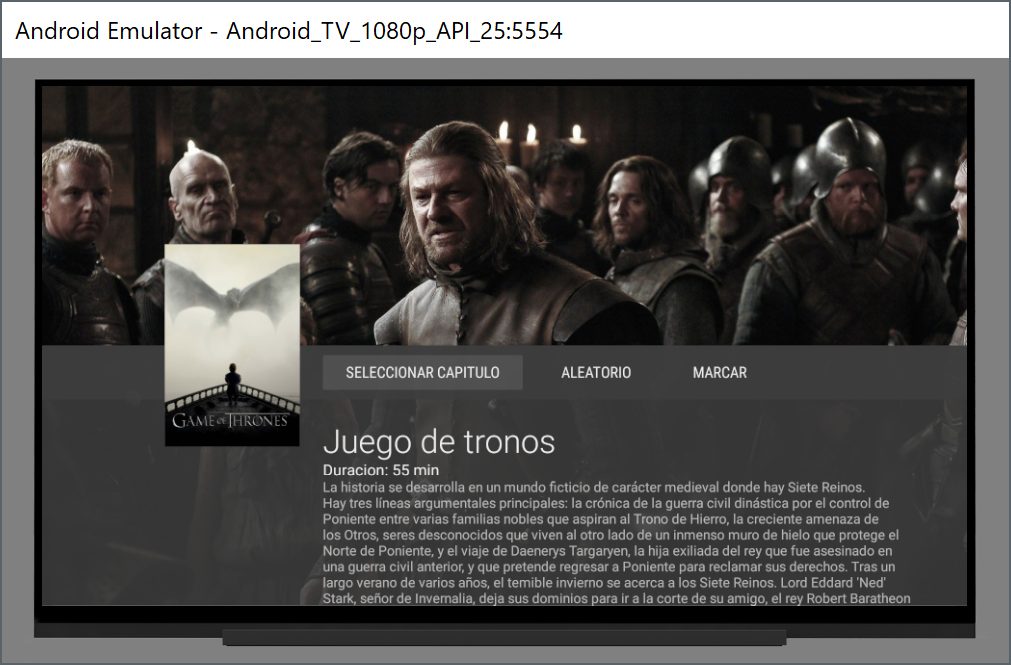 Android Emulator - Android_TV_1080p_API_25:5554
GAME OF THRONES
SELECCIONAR CAPITULO
ALEATORIO
MARCAR
Juego de tronos
Duracion: 55 min
La historia se desarrolla en un mundo ficticio de carácter medieval donde hay Siete Reinos.
Hay tres líneas argumentales principales: la crónica de la guerra civil dinástica por el control de
Poniente entre varias familias nobles que aspiran al Trono de Hierro, la creciente amenaza de
los Otros, seres desconocidos que viven al otro lado de un inmenso muro de hielo que protege el
Norte de Poniente, y el viaje de Daenerys Targaryen, la hija exiliada del rey que fue asesinado en
una guerra civil anterior, y que pretende regresar a Poniente para reclamar sus derechos. Tras un
largo verano de varios años, el temible invierno se acerca a los Siete Reinos. Lord Eddard 'Ned'
Stark, señor de Invernalia, deja sus dominios para ir a la corte de su amigo, el rey Robert Baratheon